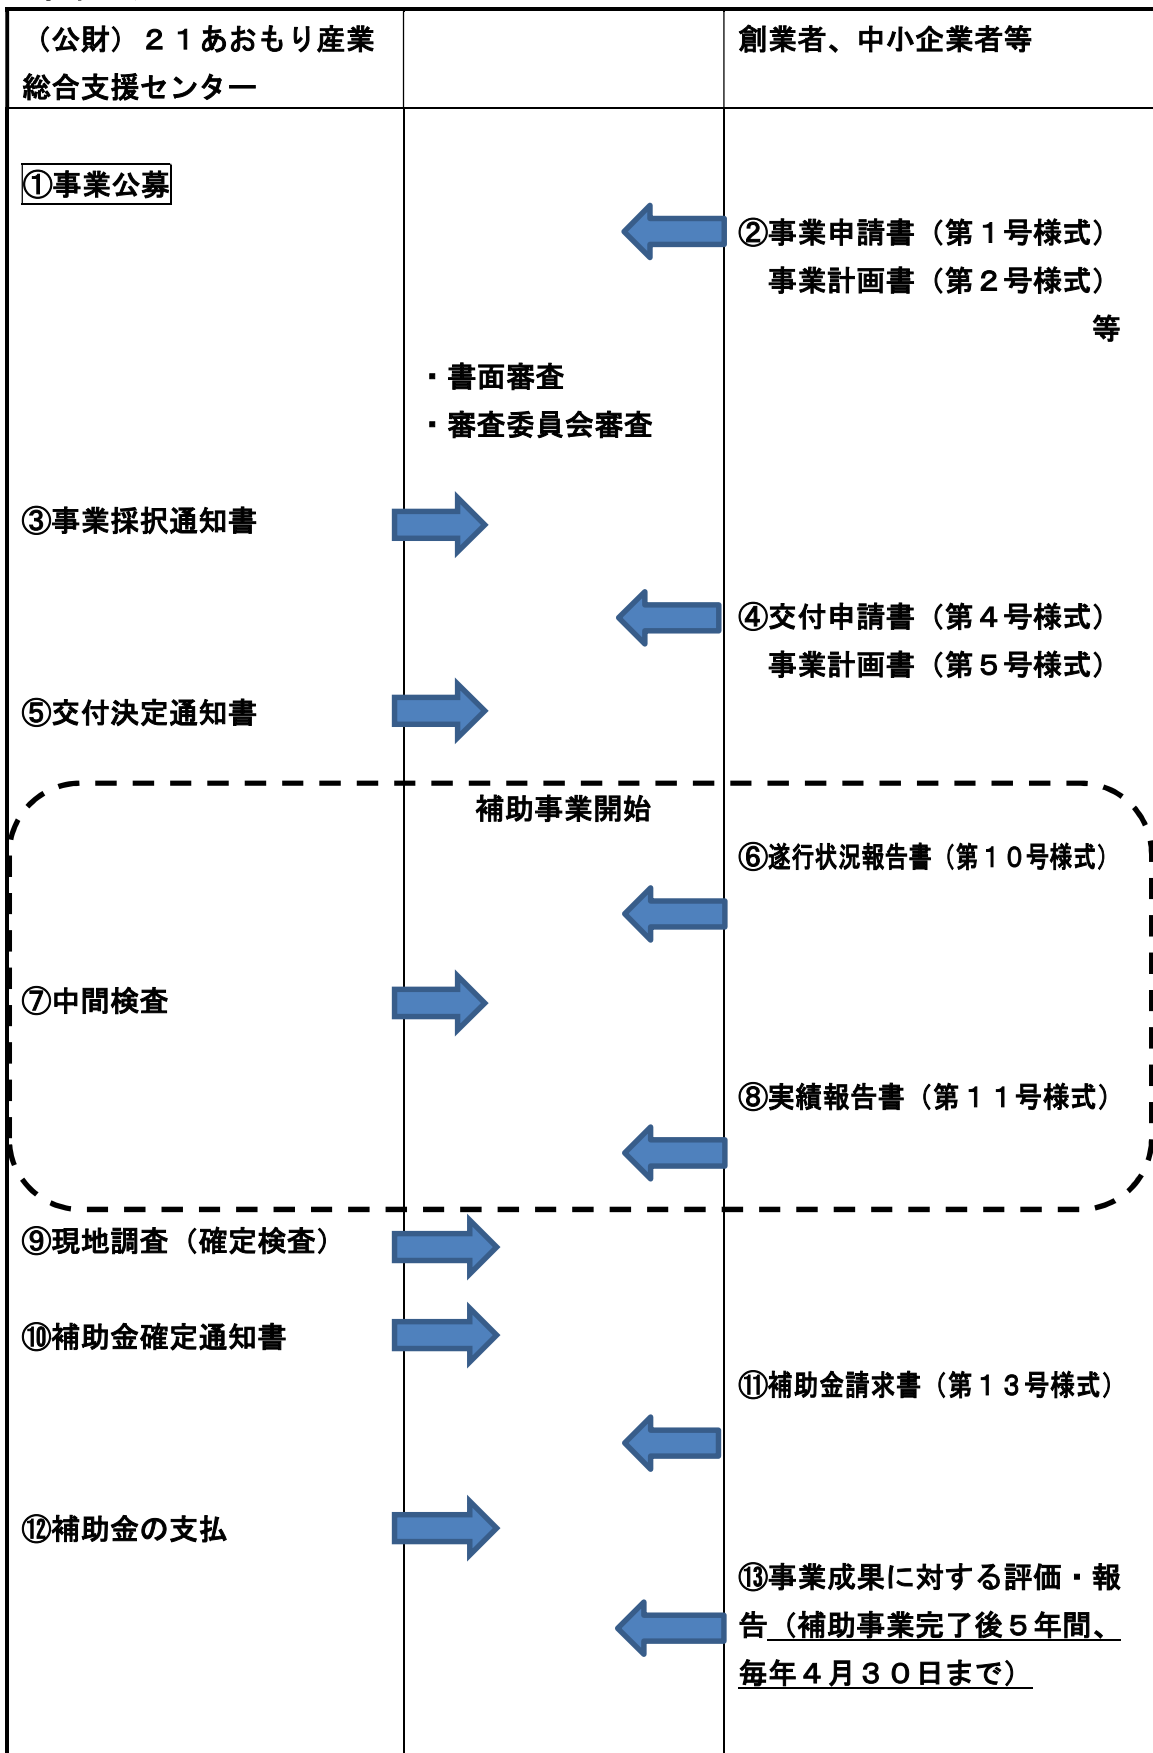 （公財）２１あおもり産業
総合支援センター
創業者、中小企業者等
①事業公募
②事業申請書（第１号様式）
事業計画書（第２号様式）
等
・書面審査
・審査委員会審査
③事業採択通知書
④交付申請書（第４号様式）
事業計画書（第５号様式）
⑤交付決定通知書
補助事業開始
⑥遂行状況報告書（第１０号様式）
⑦中間検査
⑧実績報告書（第１１号様式）
⑨現地調査（確定検査）
⑩補助金確定通知書
⑪補助金請求書（第１３号様式）
⑫補助金の支払
⑬事業成果に対する評価・報
告（補助事業完了後５年間、
毎年４月３０日まで）